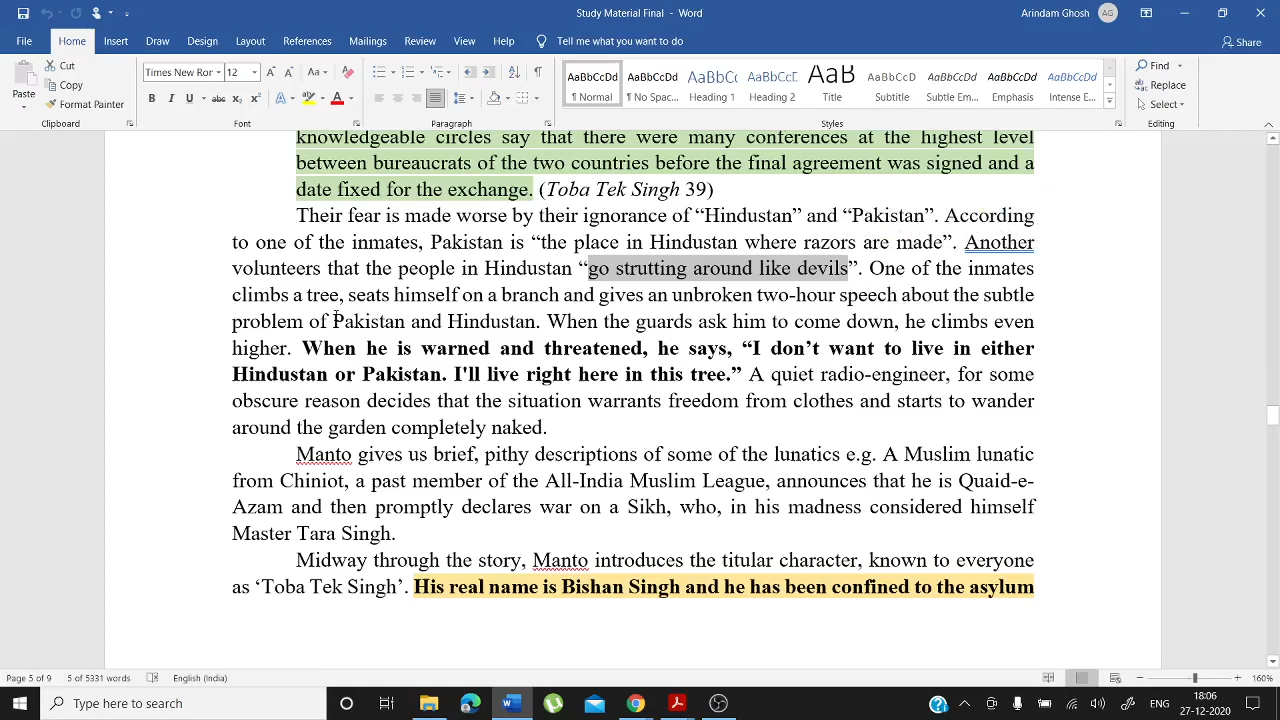 Study Material Final - Word
Arindam Ghosh AG
File Home Insert Draw Design Layout References Mailings Review View Help Tell me what you want to do Share
Paste Cut Copy Format Painter Clipboard
Times New Ror 12 Aa Font
B I U abc x₂ x² A
Paragraph
AaBbCcDd ¶ Normal
AaBbCcDd ¶ No Spac...
AaBbCc Heading 1
AaBbCcD Heading 2
AaB Title
AaBbCcD Subtitle
AaBbCcDd Subtle Em...
AaBbCcDd Emphasis
AaBbCcDd Intense E...
Styles
Find Replace Select Editing
knowledgeable circles say that there were many conferences at the highest level
between bureaucrats of the two countries before the final agreement was signed and a
date fixed for the exchange. (Toba Tek Singh 39)
Their fear is made worse by their ignorance of “Hindustan” and “Pakistan”. According
to one of the inmates, Pakistan is “the place in Hindustan where razors are made”. Another
volunteers that the people in Hindustan “go strutting around like devils”. One of the inmates
climbs a tree, seats himself on a branch and gives an unbroken two-hour speech about the subtle
problem of Pakistan and Hindustan. When the guards ask him to come down, he climbs even
higher. When he is warned and threatened, he says, “I don’t want to live in either
Hindustan or Pakistan. I'll live right here in this tree.” A quiet radio-engineer, for some
obscure reason decides that the situation warrants freedom from clothes and starts to wander
around the garden completely naked.
Manto gives us brief, pithy descriptions of some of the lunatics e.g. A Muslim lunatic
from Chiniot, a past member of the All-India Muslim League, announces that he is Quaid-e-
Azam and then promptly declares war on a Sikh, who, in his madness considered himself
Master Tara Singh.
Midway through the story, Manto introduces the titular character, known to everyone
as ‘Toba Tek Singh’. His real name is Bishan Singh and he has been confined to the asylum
Page 5 of 9 5 of 5331 words English (India) 160%
Type here to search
ENG 18:06
27-12-2020